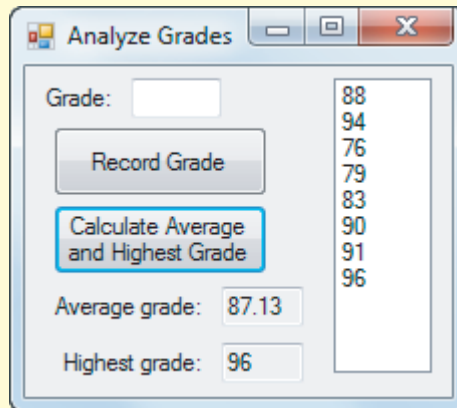 Analyze Grades
Grade:
Record Grade
Calculate Average
and Highest Grade
Average grade: 87.13
Highest grade: 96
88
94
76
79
83
90
91
96